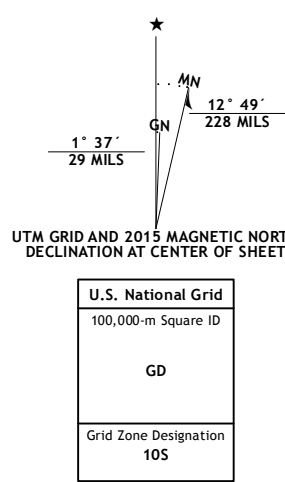 ★
MN
GN
12° 49´
228 MILS
1° 37´
29 MILS
UTM GRID AND 2015 MAGNETIC NORT
DECLINATION AT CENTER OF SHEET
U.S. National Grid
100,000-m Square ID
GD
Grid Zone Designation
10S